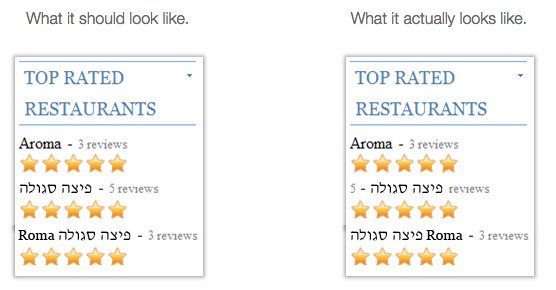 What it should look like.
TOP RATED
RESTAURANTS
Aroma - 3 reviews
פיצה סגולה - 5 reviews
Roma פיצה סגולה - 3 reviews
What it actually looks like.
TOP RATED
RESTAURANTS
Aroma - 3 reviews
פיצה סגולה - 5 reviews
פיצה סגולה Roma - 3 reviews